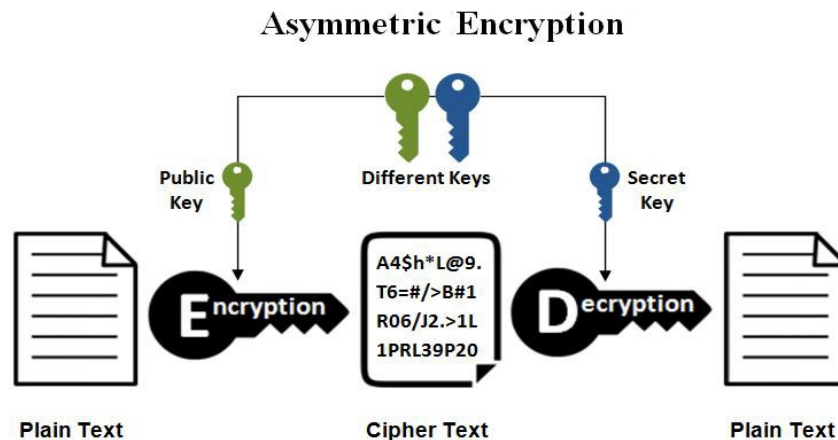 Asymmetric Encryption
Public
Key
Different Keys
Secret
Key
Encryption
A4$h*L@9.
T6=#/>B#1
R06/J2.>1L
1PRL39P20
Decryption
Plain Text
Cipher Text
Plain Text